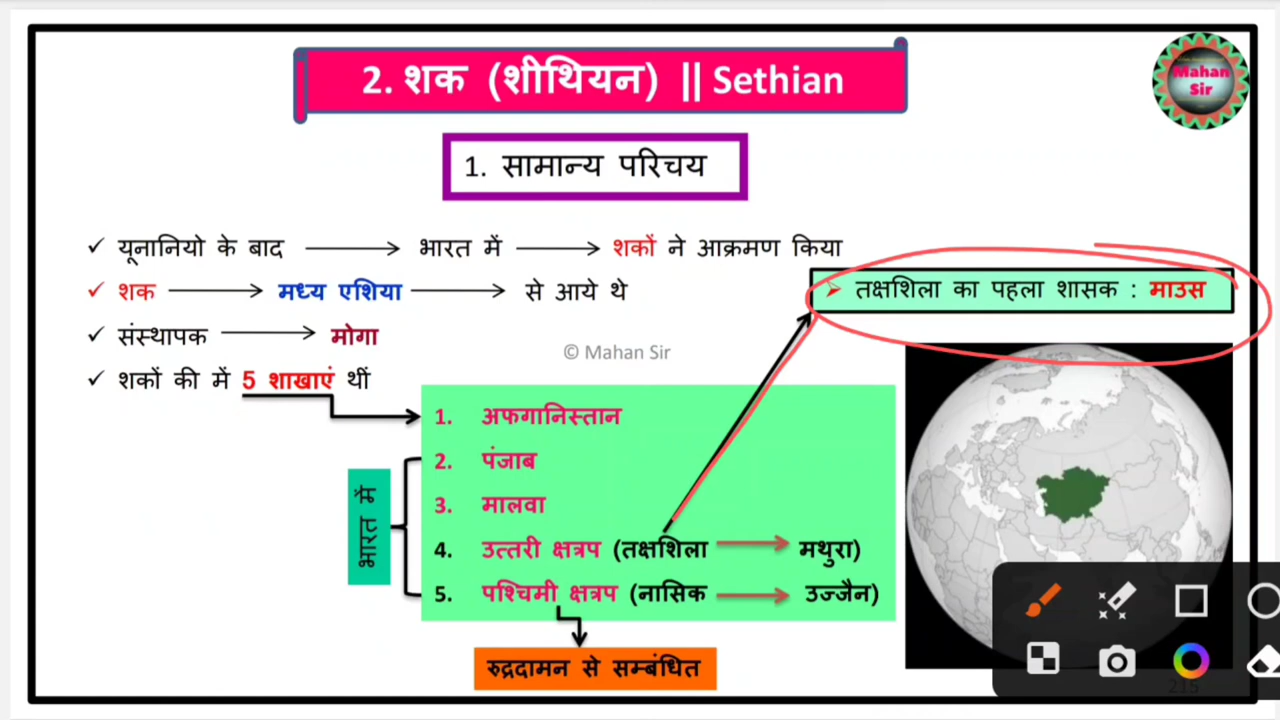 2. शक (शीथियन) || Sethian
Mahan
Sir
1. सामान्य परिचय
✓ यूनानियो के बाद ⟶ भारत में ⟶ शकों ने आक्रमण किया
✓ शक ⟶ मध्य एशिया ⟶ से आये थे
➢ तक्षशिला का पहला शासक : माउस
✓ संस्थापक ⟶ मोगा
© Mahan Sir
✓ शकों की में 5 शाखाएं थीं
1. अफगानिस्तान
2. पंजाब
3. मालवा
4. उत्तरी क्षत्रप (तक्षशिला ⟶ मथुरा)
5. पश्चिमी क्षत्रप (नासिक ⟶ उज्जैन)
भारत में
रुद्रदामन से सम्बंधित
215